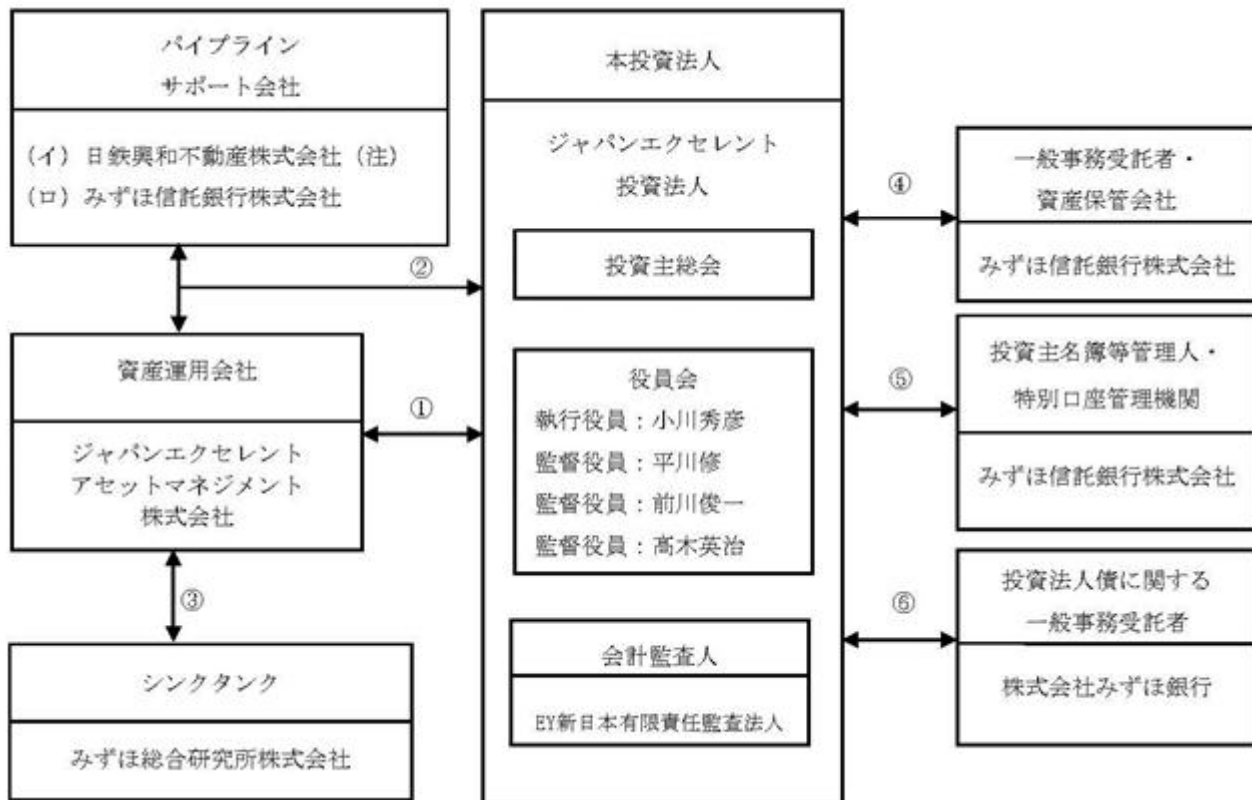 パイプライン
サポート会社
(イ) 日鉄興和不動産株式会社 (注)
(ロ) みずほ信託銀行株式会社
②
資産運用会社
ジャパンエクセレント
アセットマネジメント
株式会社
①
③
シンクタンク
みずほ総合研究所株式会社
本投資法人
ジャパンエクセレント
投資法人
投資主総会
役員会
執行役員：小川秀彦
監督役員：平川修
監督役員：前川俊一
監督役員：髙木英治
会計監査人
EY新日本有限責任監査法人
④
一般事務受託者・
資産保管会社
みずほ信託銀行株式会社
⑤
投資主名簿等管理人・
特別口座管理機関
みずほ信託銀行株式会社
⑥
投資法人債に関する
一般事務受託者
株式会社みずほ銀行